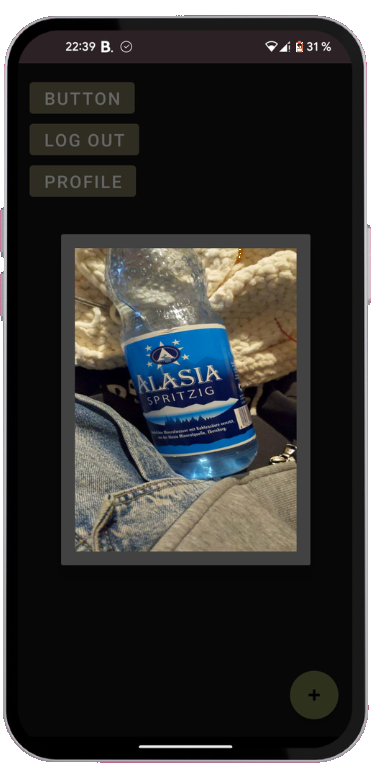 22:39 B. 31 %
BUTTON
LOG OUT
PROFILE
ALASIA
SPRITZIG
+